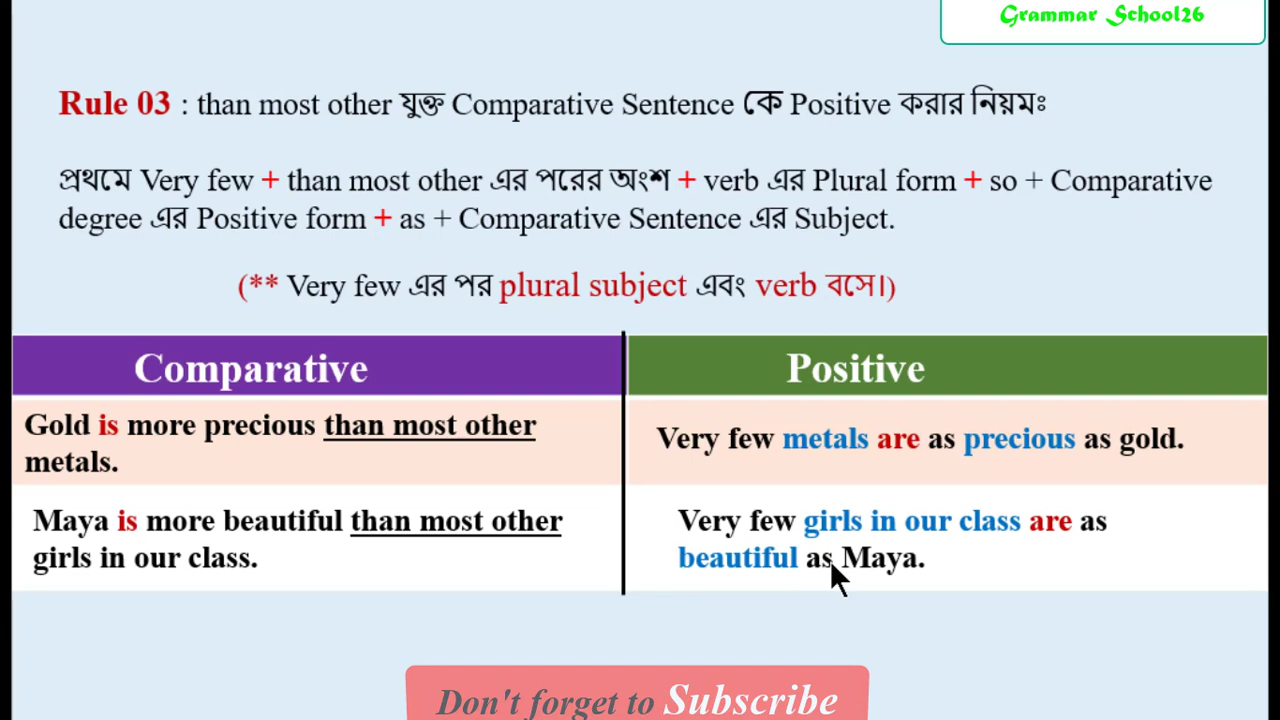 Grammar School26
Rule 03 : than most other যুক্ত Comparative Sentence কে Positive করার নিয়মঃ
প্রথমে Very few + than most other এর পরের অংশ + verb এর Plural form + so + Comparative
degree এর Positive form + as + Comparative Sentence এর Subject.
(** Very few এর পর plural subject এবং verb বসে।)
Comparative
Positive
Gold is more precious than most other
metals.
Very few metals are as precious as gold.
Maya is more beautiful than most other
girls in our class.
Very few girls in our class are as
beautiful as Maya.
Don't forget to Subscribe